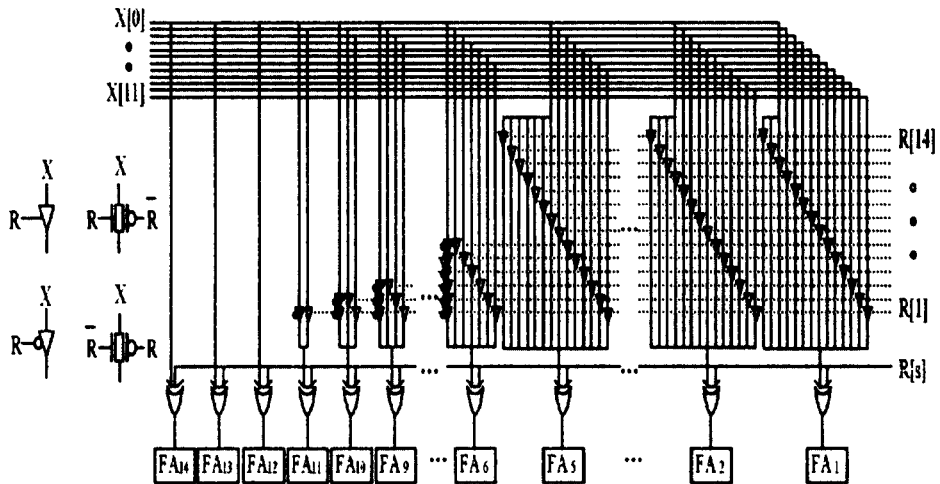 X[0]
X[11]
R[14]
X X
R R R̅
X X
R R̅ R
R[1]
... ...
... ... R[s]
FA14 FA13 FA12 FA11 FA10 FA9 ... FA6 FA5 ... FA2 FA1